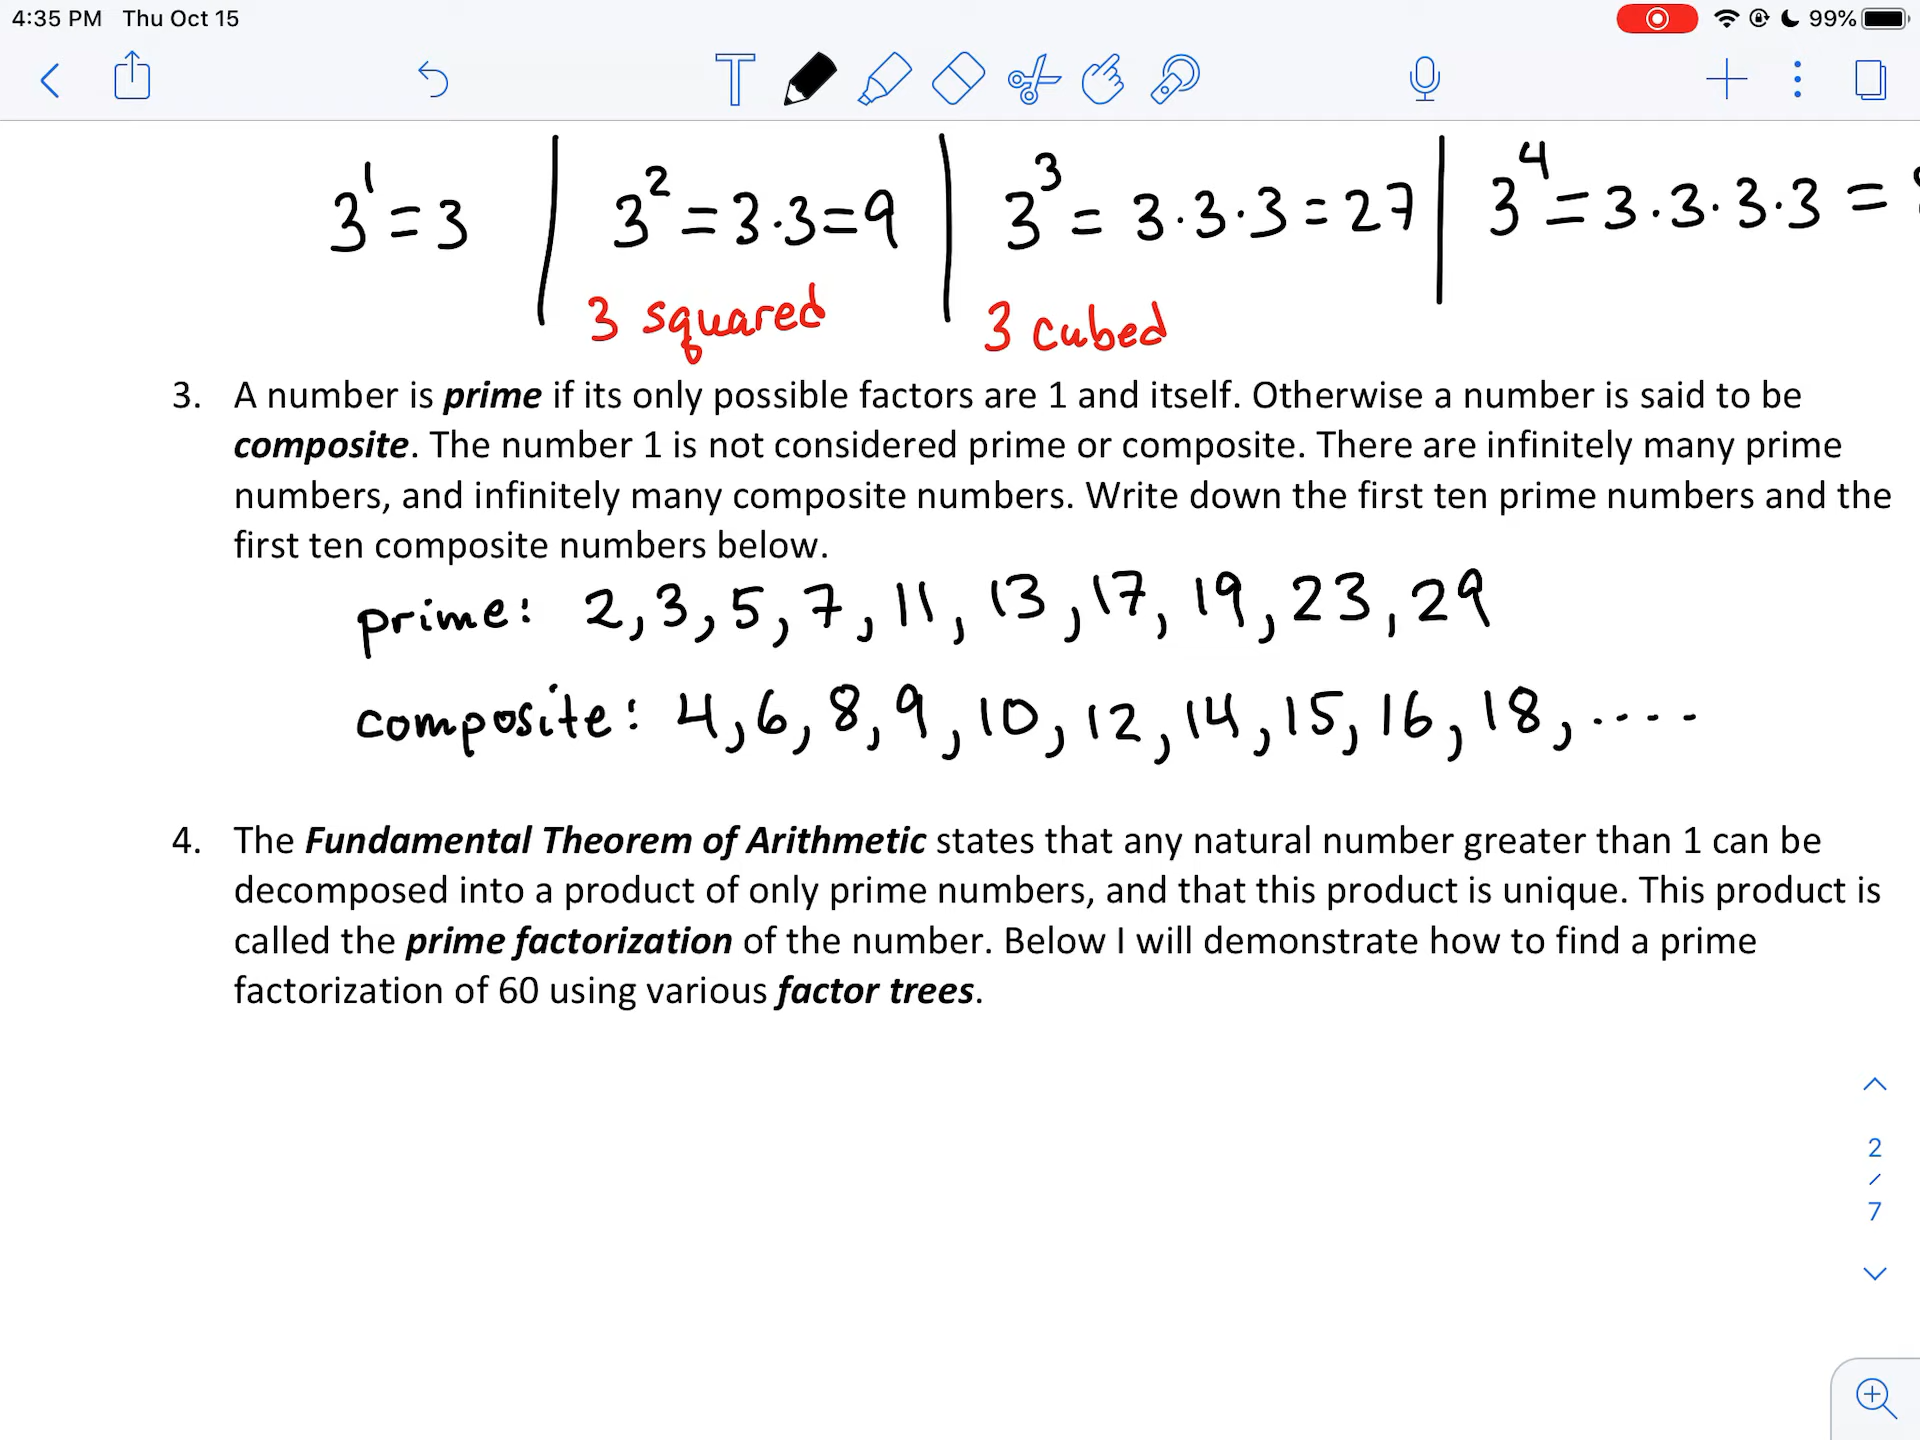 4:35 PM Thu Oct 15 99%
3¹ = 3 | 3² = 3·3 = 9 | 3³ = 3·3·3 = 27 | 3⁴ = 3·3·3·3 =
3 squared 3 cubed
3. A number is prime if its only possible factors are 1 and itself. Otherwise a number is said to be
composite. The number 1 is not considered prime or composite. There are infinitely many prime
numbers, and infinitely many composite numbers. Write down the first ten prime numbers and the
first ten composite numbers below.
prime: 2, 3, 5, 7, 11, 13, 17, 19, 23, 29
composite: 4, 6, 8, 9, 10, 12, 14, 15, 16, 18, ....
4. The Fundamental Theorem of Arithmetic states that any natural number greater than 1 can be
decomposed into a product of only prime numbers, and that this product is unique. This product is
called the prime factorization of the number. Below I will demonstrate how to find a prime
factorization of 60 using various factor trees.
2
/
7